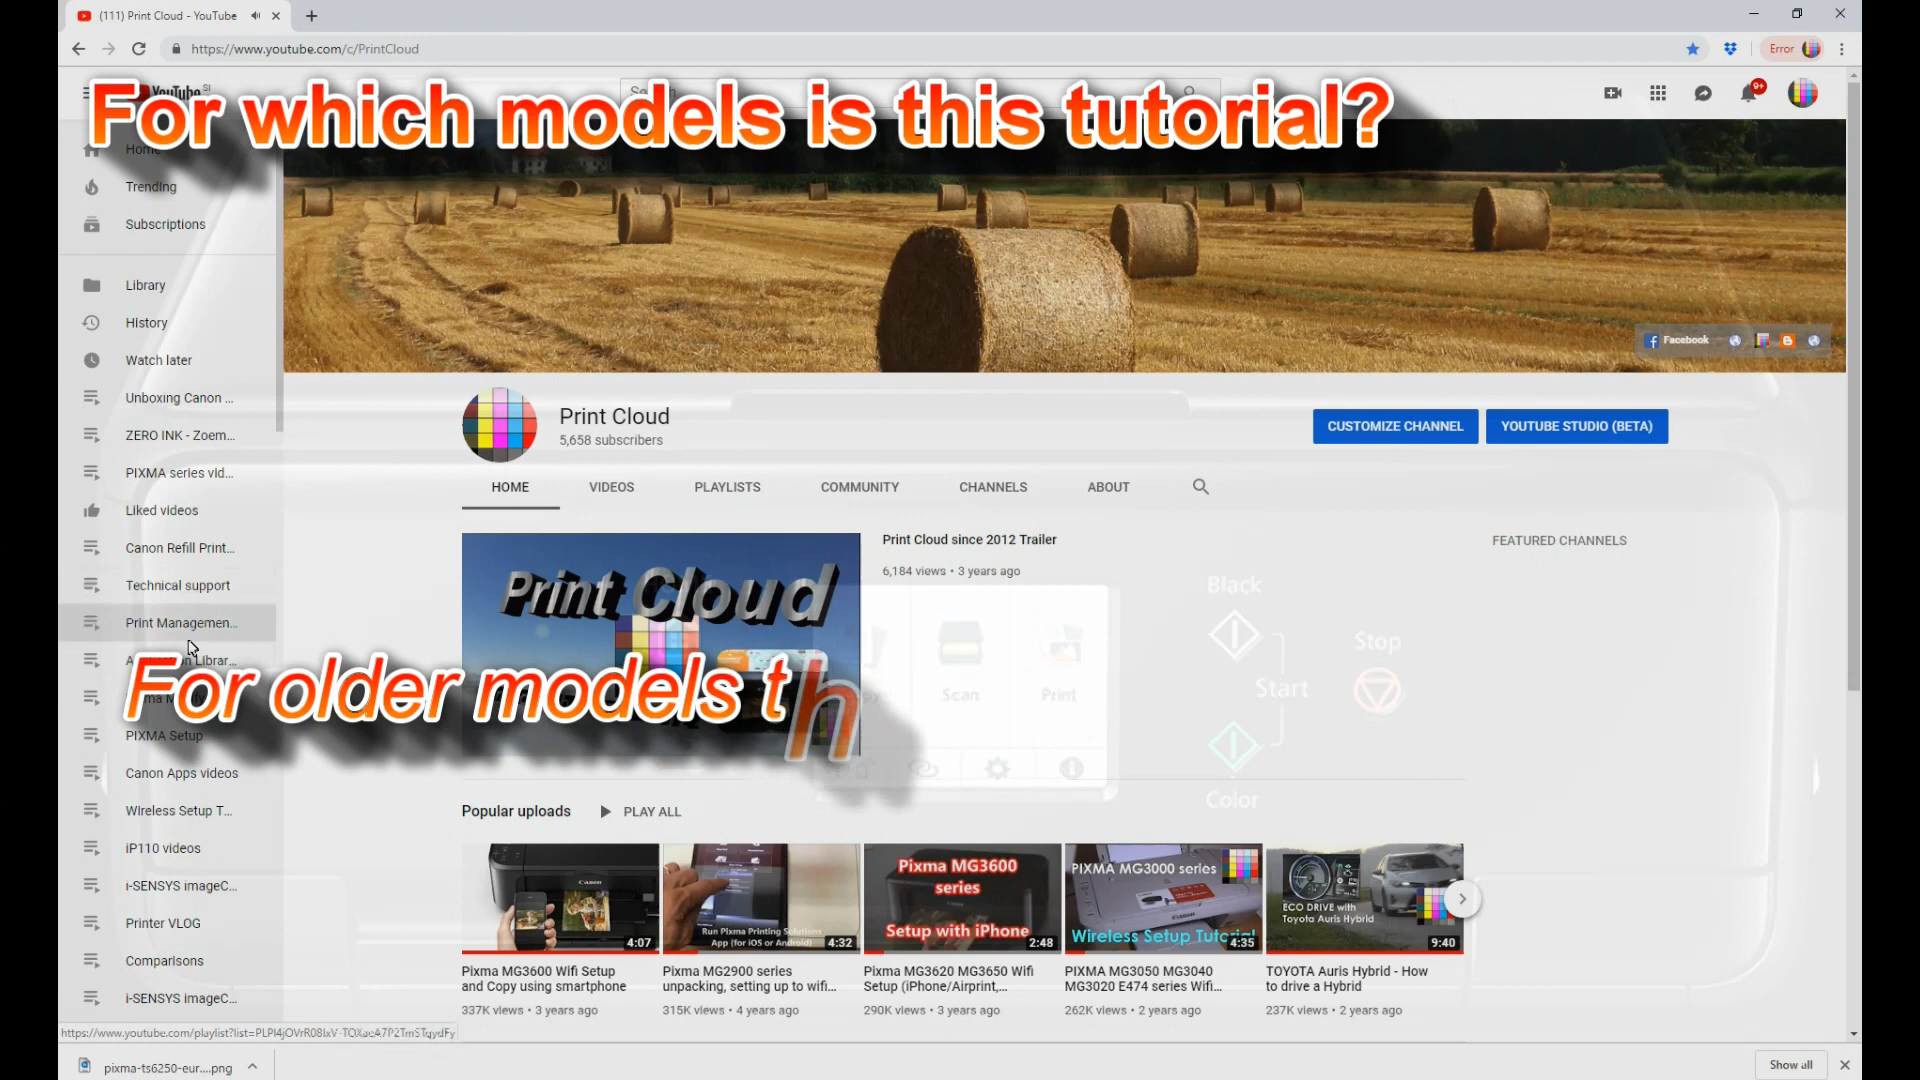 (111) Print Cloud - YouTube
https://www.youtube.com/c/PrintCloud
Error
For which models is this tutorial?
YouTube SI
9+
Home
Trending
Subscriptions
Library
History
Watch later
Unboxing Canon ...
ZERO INK - Zoem...
PIXMA series vid...
Liked videos
Canon Refill Print...
Technical support
Print Managemen...
PIXMA Setup
Canon Apps videos
Wireless Setup T...
iP110 videos
i-SENSYS imageC...
Printer VLOG
Comparisons
i-SENSYS imageC...
Facebook
Print Cloud
5,658 subscribers
CUSTOMIZE CHANNEL
YOUTUBE STUDIO (BETA)
HOME
VIDEOS
PLAYLISTS
COMMUNITY
CHANNELS
ABOUT
Print Cloud
Print Cloud since 2012 Trailer
6,184 views • 3 years ago
FEATURED CHANNELS
Scan
Print
Black
Start
Stop
Color
For older models th
Popular uploads
PLAY ALL
Canon
4:07
Run Pixma Printing Solutions
App (for iOS or Android)
4:32
Pixma MG3600
series
Setup with iPhone
2:48
PIXMA MG3000 series
Wireless Setup Tutorial
4:35
ECO DRIVE with
Toyota Auris Hybrid
9:40
Pixma MG3600 Wifi Setup
and Copy using smartphone
337K views • 3 years ago
Pixma MG2900 series
unpacking, setting up to wifi...
315K views • 4 years ago
Pixma MG3620 MG3650 Wifi
Setup (iPhone/Airprint,...
290K views • 3 years ago
PIXMA MG3050 MG3040
MG3020 E474 series Wifi...
262K views • 2 years ago
TOYOTA Auris Hybrid - How
to drive a Hybrid
237K views • 2 years ago
pixma-ts6250-eur....png
Show all